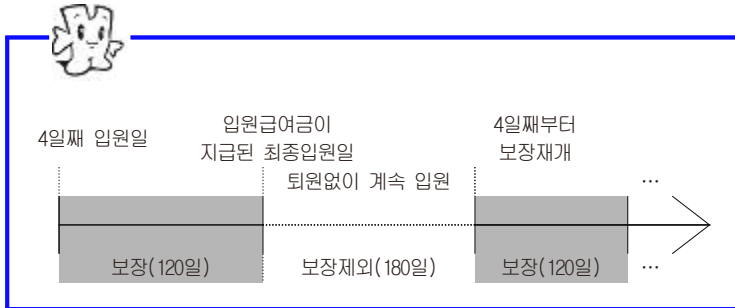 4일째 입원일
입원급여금이
지급된 최종입원일
4일째부터
보장재개
퇴원없이 계속 입원
…
보장(120일)
보장제외(180일)
보장(120일)
…